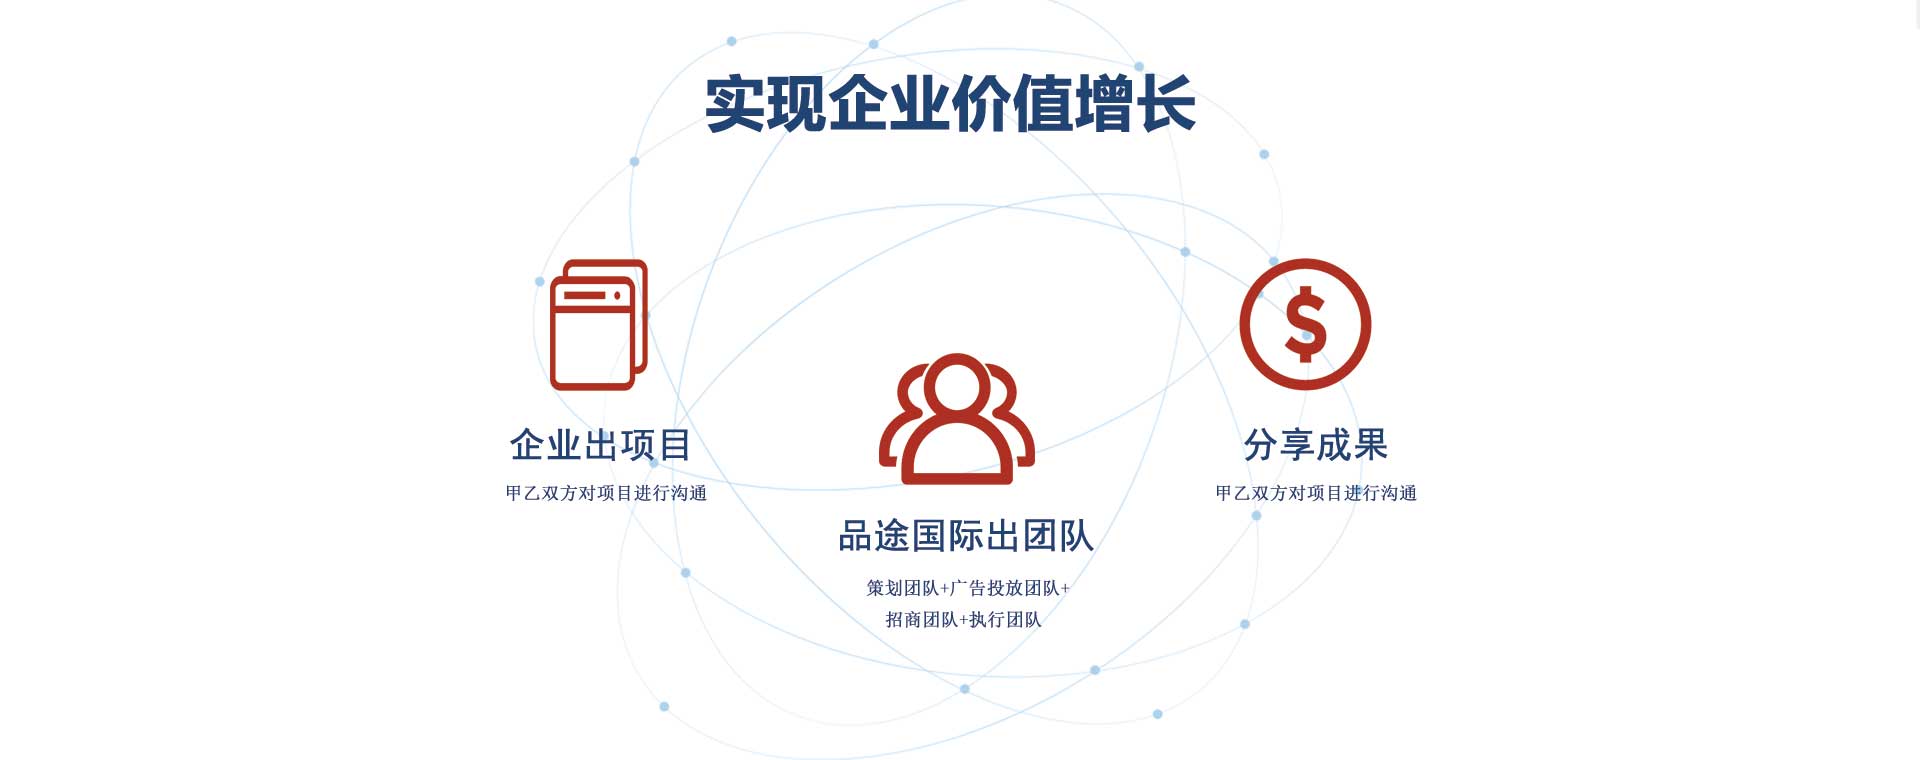 实现企业价值增长
企业出项目
甲乙双方对项目进行沟通
品途国际出团队
策划团队+广告投放团队+
招商团队+执行团队
分享成果
甲乙双方对项目进行沟通